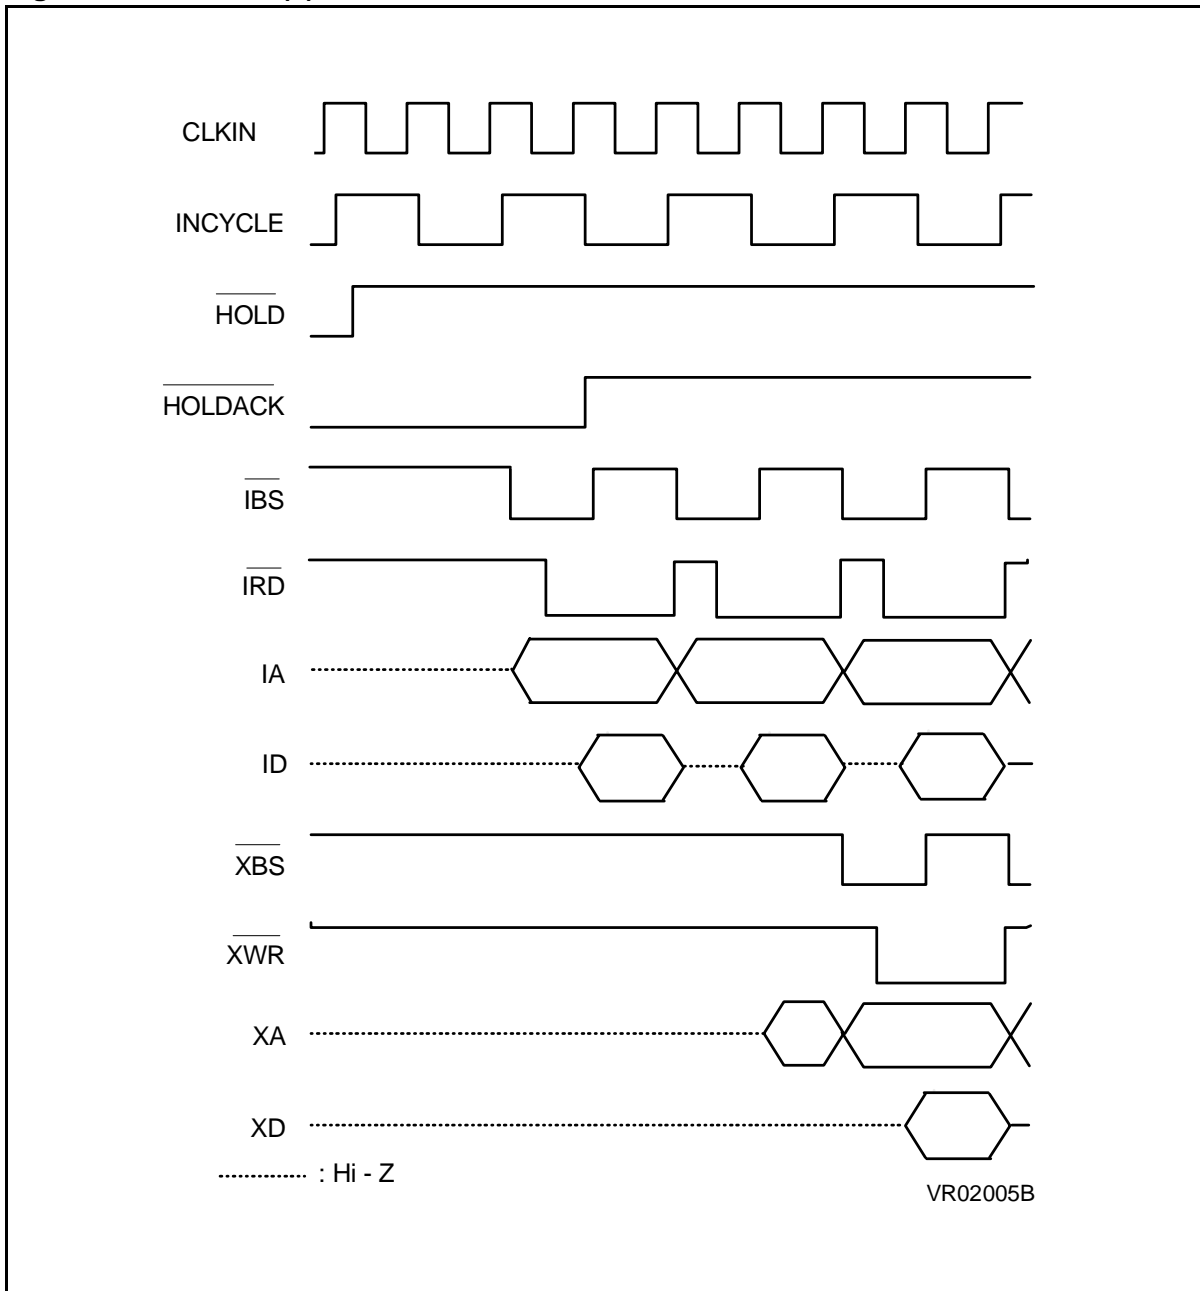 CLKIN
INCYCLE
HOLD
HOLDACK
IBS
IRD
IA
ID
XBS
XWR
XA
XD
: Hi - Z
VR02005B